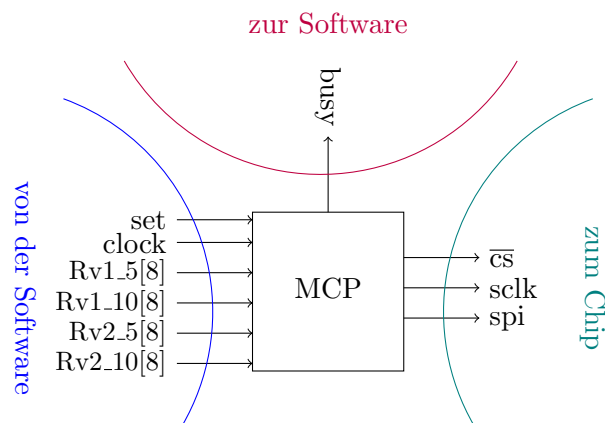 zur Software
busy
von der Software
set
clock
Rv1_5[8]
Rv1_10[8]
Rv2_5[8]
Rv2_10[8]
MCP
c̅s̅
sclk
spi
zum Chip